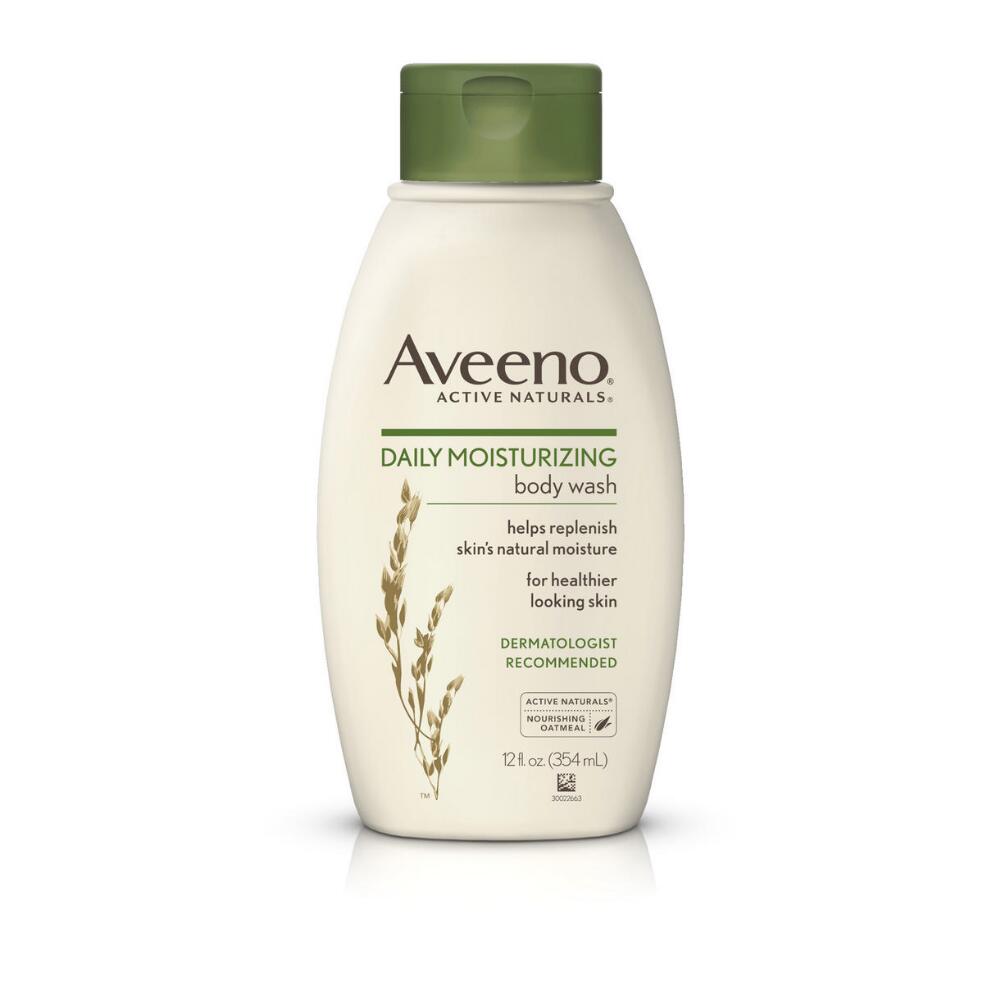 Aveeno®
ACTIVE NATURALS®
DAILY MOISTURIZING
body wash
helps replenish
skin's natural moisture
for healthier
looking skin
DERMATOLOGIST
RECOMMENDED
ACTIVE NATURALS®
NOURISHING
OATMEAL
12 fl. oz. (354 mL)
30022663
TM